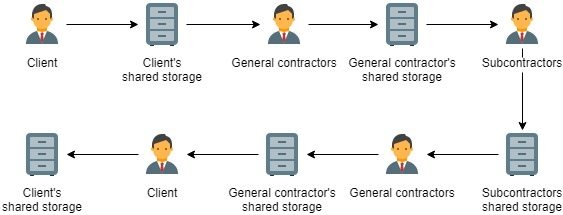 Client
Client's
shared storage
General contractors
General contractor's
shared storage
Subcontractors
Client's
shared storage
Client
General contractor's
shared storage
General contractors
Subcontractors
shared storage